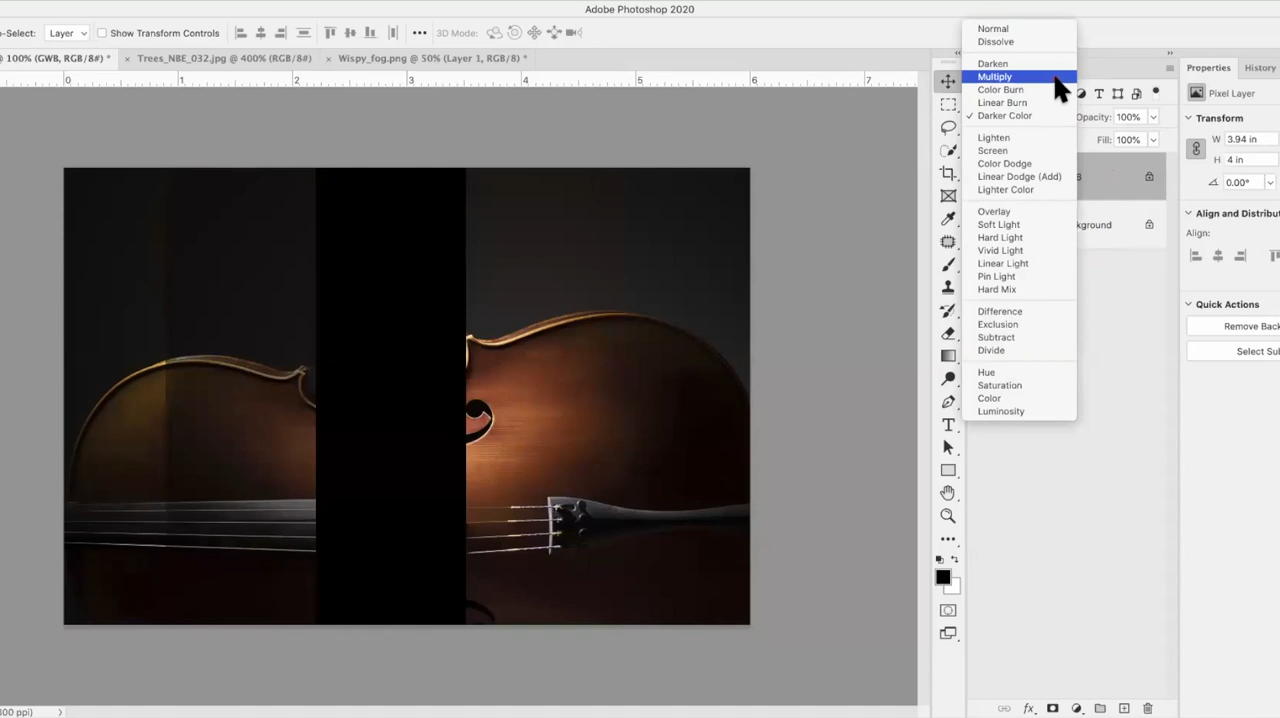 Adobe Photoshop 2020
-Select: Layer Show Transform Controls ••• 3D Mode:
@ 100% (GWB, RGB/8#) * × Trees_NBE_032.jpg @ 400% (RGB/8#) × Wispy_fog.png @ 50% (Layer 1, RGB/8) *
0 1 2 3 4 5 6 7
Normal
Dissolve
Darken
Multiply
Color Burn
Linear Burn
✓ Darker Color
Lighten
Screen
Color Dodge
Linear Dodge (Add)
Lighter Color
Overlay
Soft Light
Hard Light
Vivid Light
Linear Light
Pin Light
Hard Mix
Difference
Exclusion
Subtract
Divide
Hue
Saturation
Color
Luminosity
Opacity: 100%
Fill: 100%
B
kground
Properties History
Pixel Layer
Transform
W 3.94 in
H 4 in
0.00°
Align and Distribu
Align:
Quick Actions
Remove Back
Select Sul
300 ppi)
fx